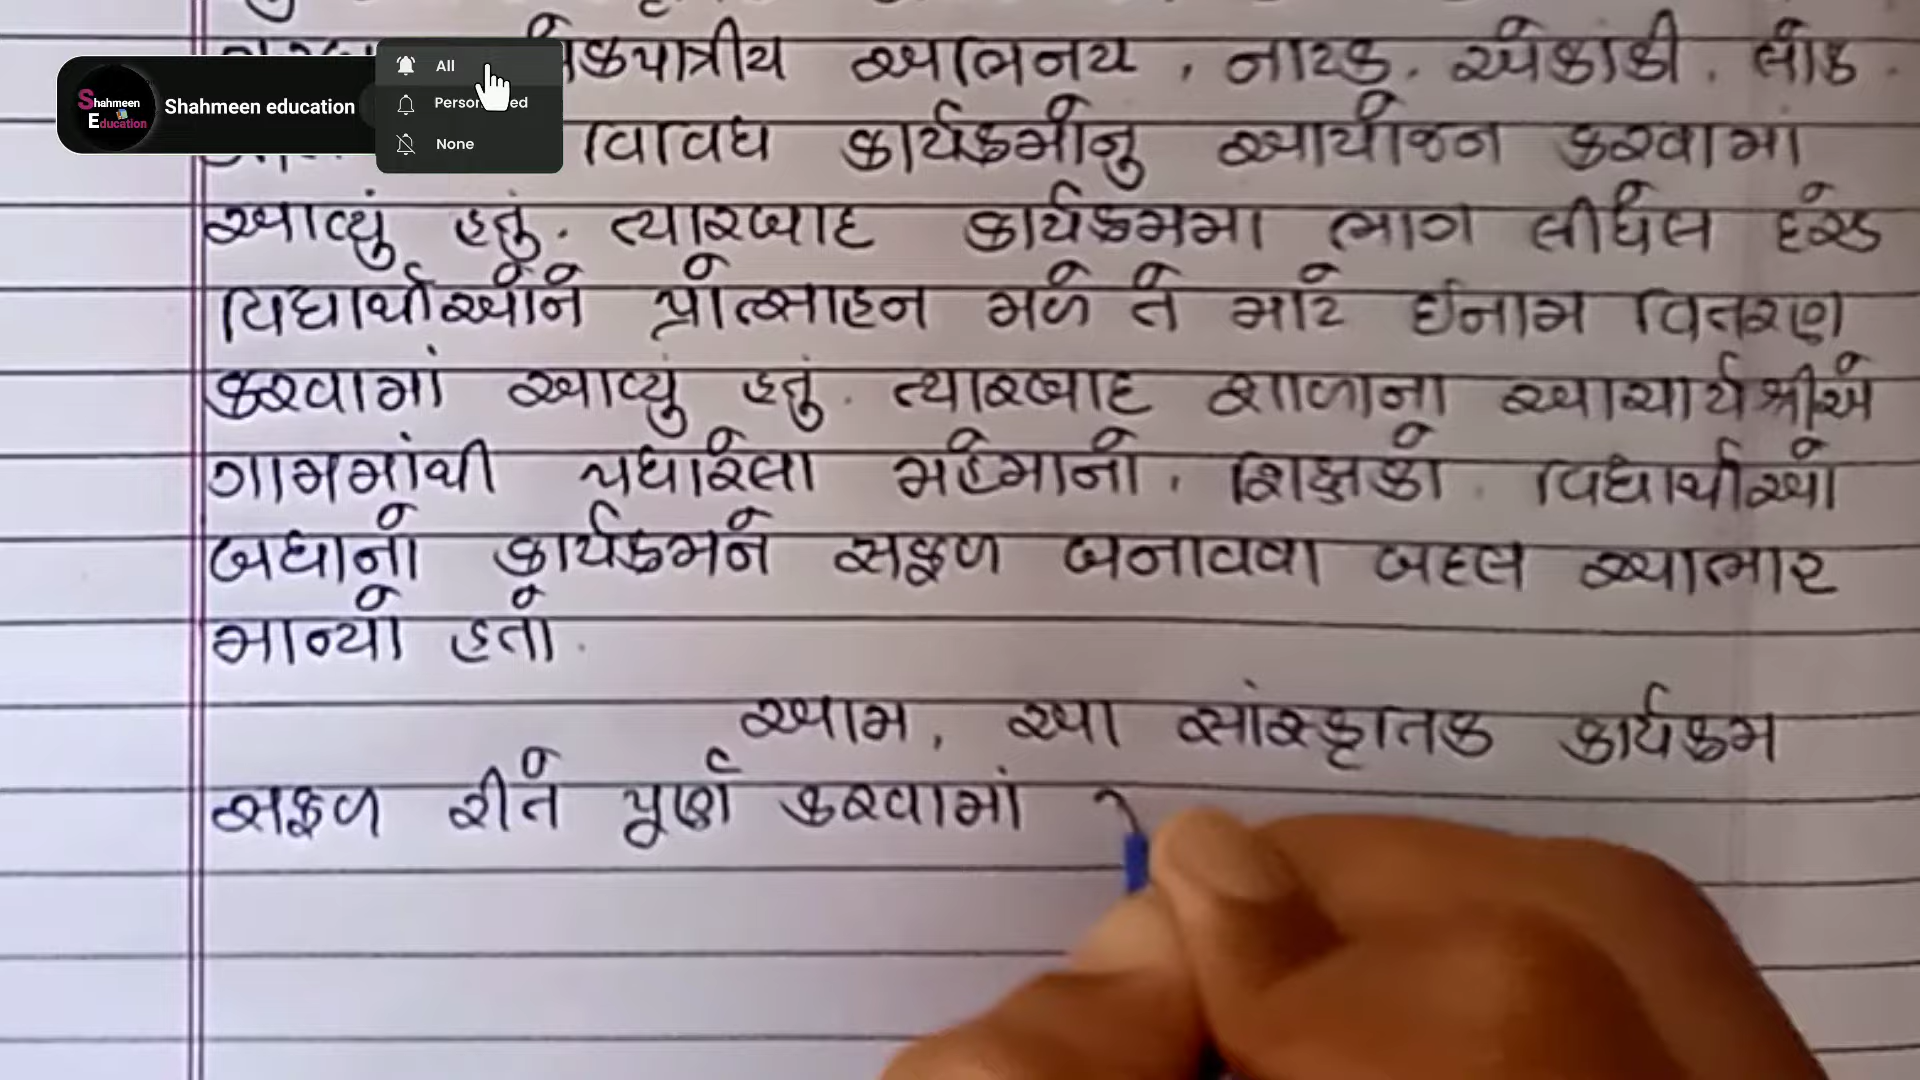 એકપાત્રીય અભિનય, નાટક, એકાંકી, લોક
Shahmeen Education
Shahmeen education
All
None
વિવિધ કાર્યક્રમોનું આયોજન કરવામાં
આવ્યું હતું. ત્યારબાદ કાર્યક્રમમાં ભાગ લીધેલ દરેક
વિદ્યાર્થીઓને પ્રોત્સાહન મળે તે માટે ઈનામ વિતરણ
કરવામાં આવ્યું હતું. ત્યારબાદ શાળાના આચાર્યશ્રીએ
ગામમાંથી પધારેલા મહેમાનો, શિક્ષકો, વિદ્યાર્થીઓ
બધાનો કાર્યક્રમને સફળ બનાવવા બદલ આભાર
માન્યો હતો.
આમ, આ સાંસ્કૃતિક કાર્યક્રમ
સફળ રીતે પૂર્ણ કરવામાં